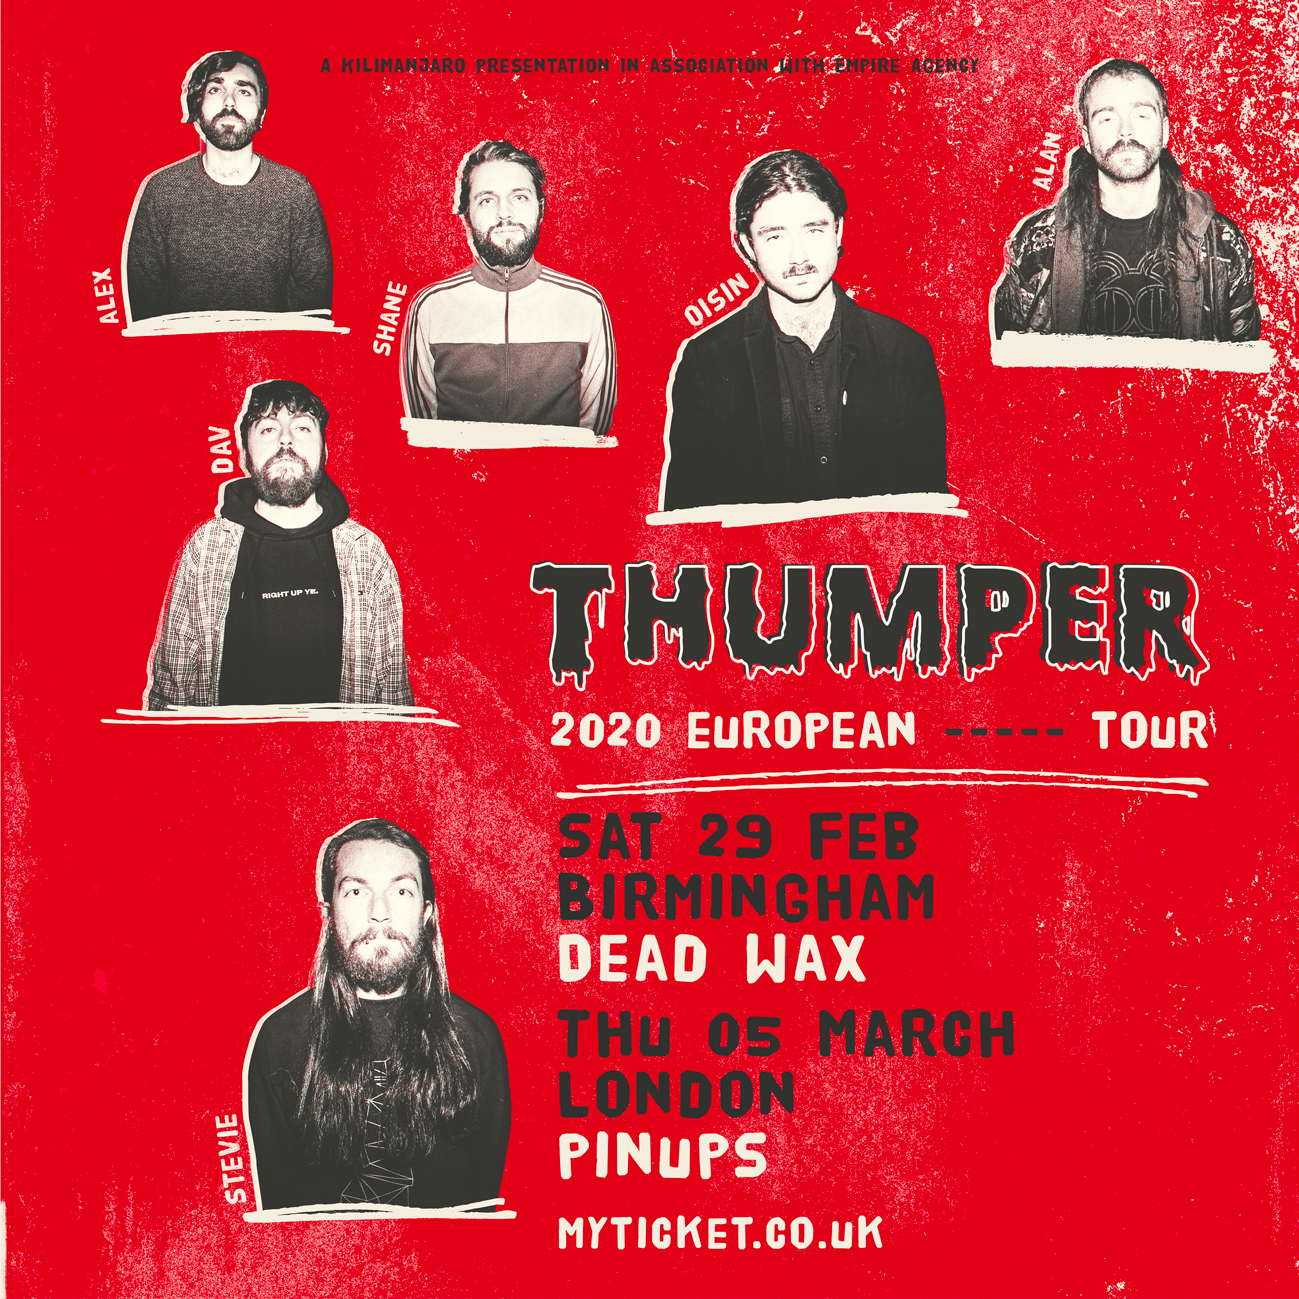 A KILIMANJARO PRESENTATION IN ASSOCIATION WITH EMPIRE AGENCY
ALEX
SHANE
OISIN
ALAN
DAV
RIGHT UP YE.
THUMPER
2020 EUROPEAN ----- TOUR
SAT 29 FEB
BIRMINGHAM
DEAD WAX
THU 05 MARCH
LONDON
PINUPS
STEVIE
MYTICKET.CO.UK